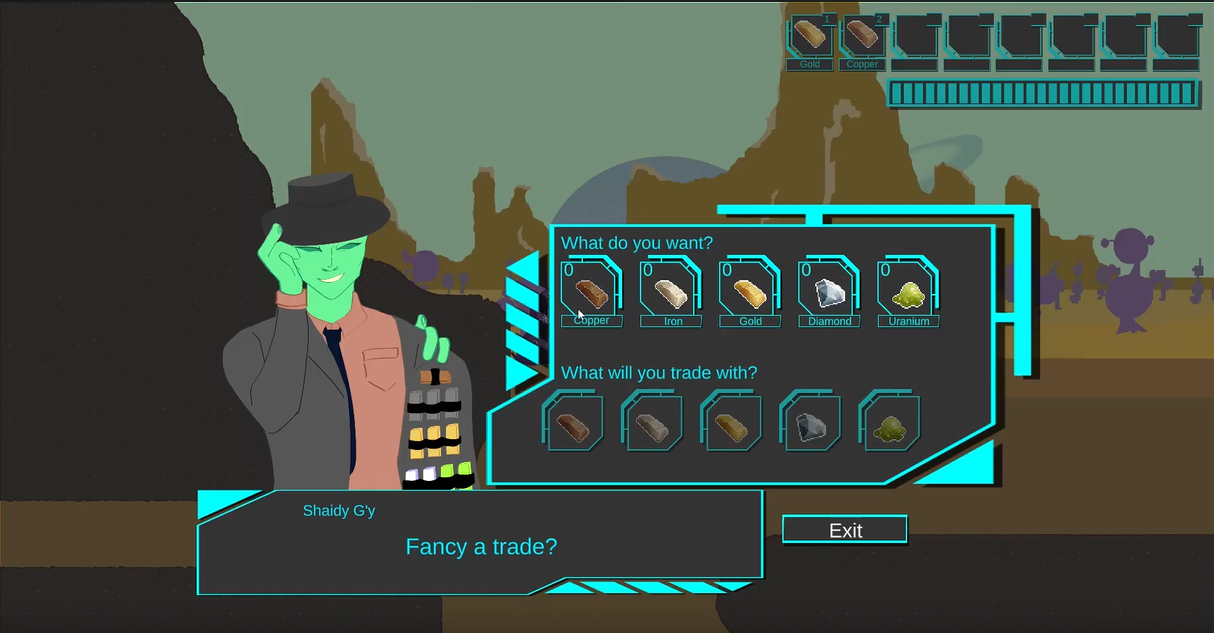 1 2
Gold Copper
What do you want?
0 0 0 0 0
Copper Iron Gold Diamond Uranium
What will you trade with?
Shaidy G'y
Fancy a trade?
Exit